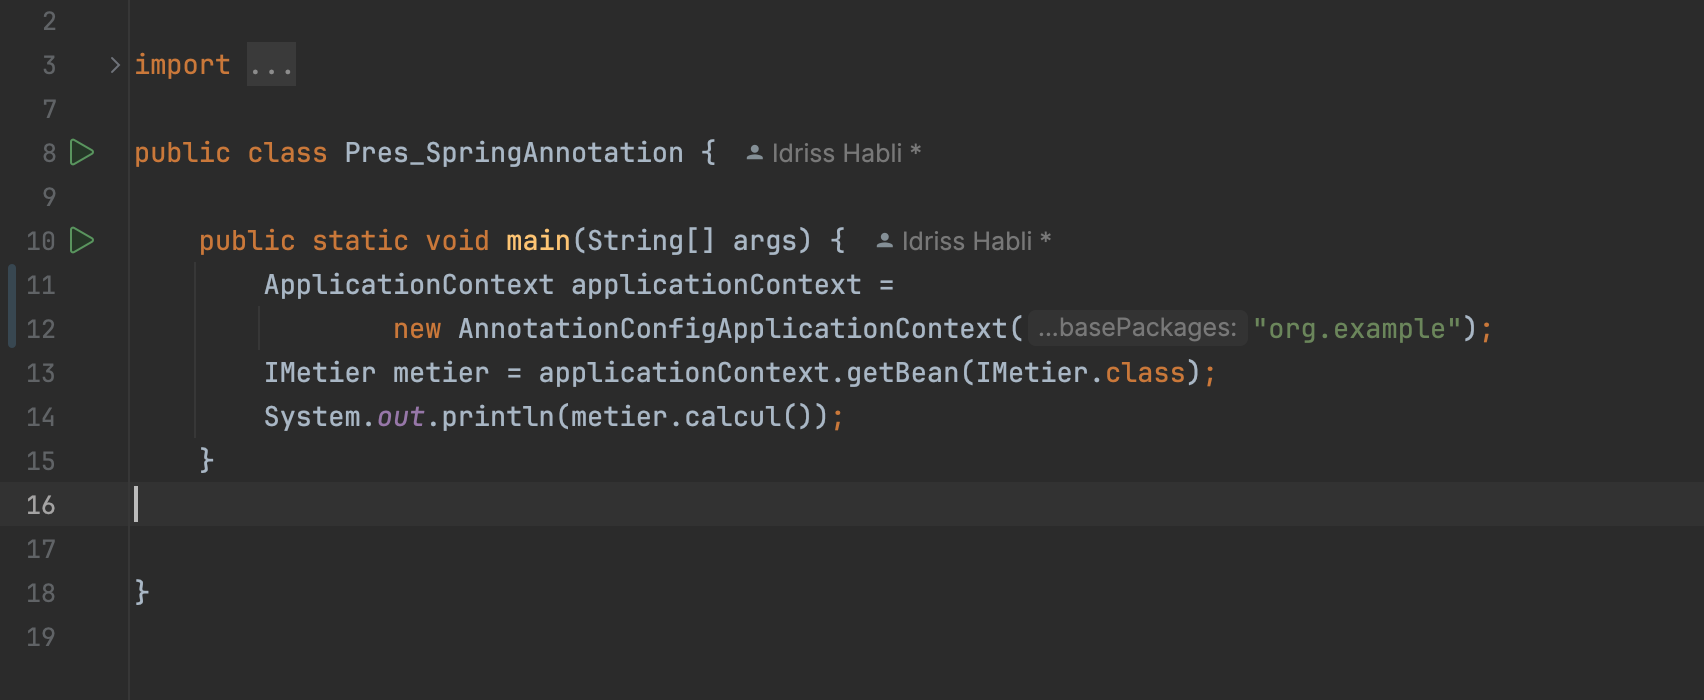 2
3 import ...
7
8 public class Pres_SpringAnnotation { Idriss Habli *
9
10 public static void main(String[] args) { Idriss Habli *
11 ApplicationContext applicationContext =
12 new AnnotationConfigApplicationContext( ...basePackages: "org.example");
13 IMetier metier = applicationContext.getBean(IMetier.class);
14 System.out.println(metier.calcul());
15 }
16
17
18 }
19